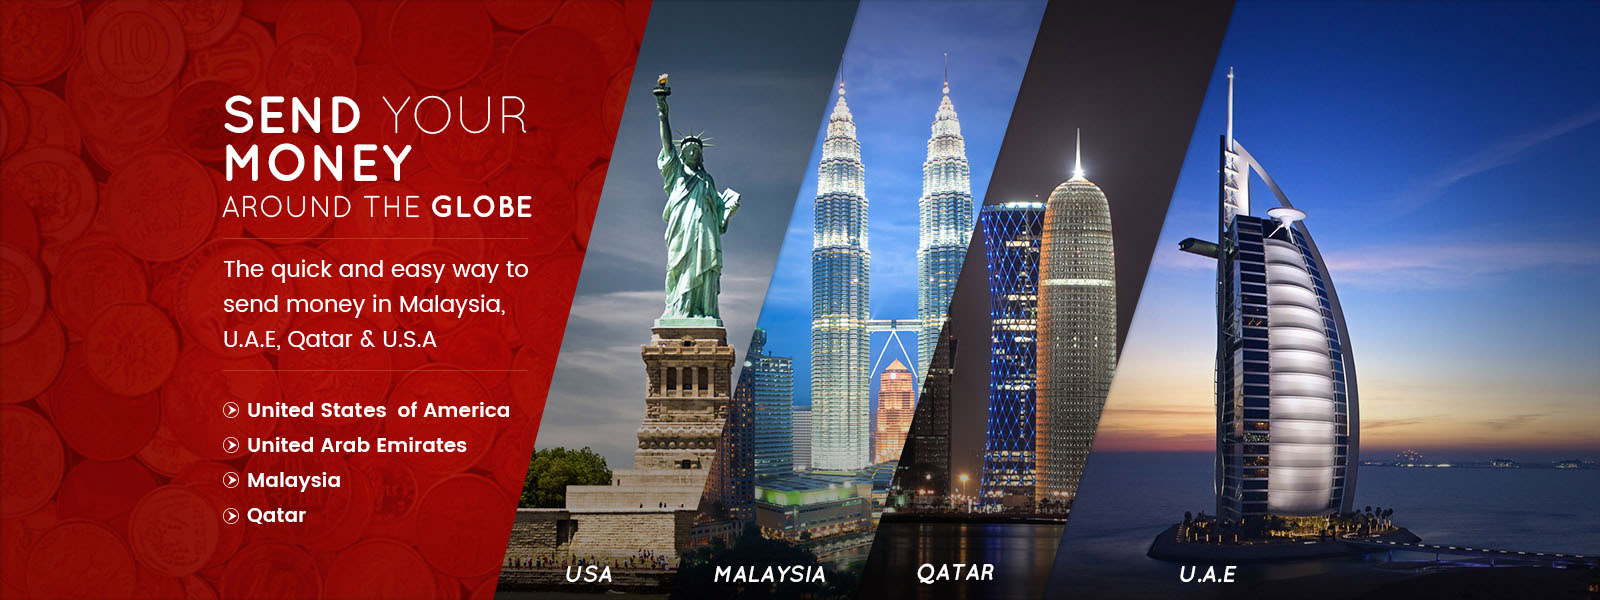 SEND YOUR
MONEY
AROUND THE GLOBE
The quick and easy way to
send money in Malaysia,
U.A.E, Qatar & U.S.A
United States of America
United Arab Emirates
Malaysia
Qatar
USA
MALAYSIA
QATAR
U.A.E